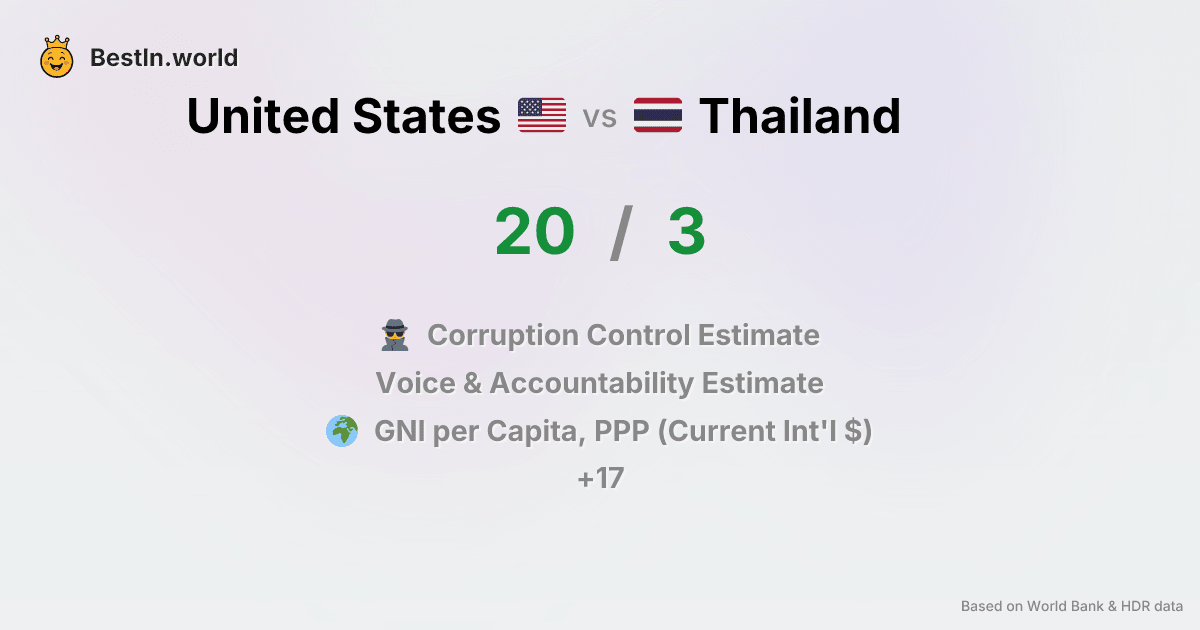 BestIn.world
United States vs Thailand
20 / 3
Corruption Control Estimate
Voice & Accountability Estimate
GNI per Capita, PPP (Current Int'l $)
+17
Based on World Bank & HDR data